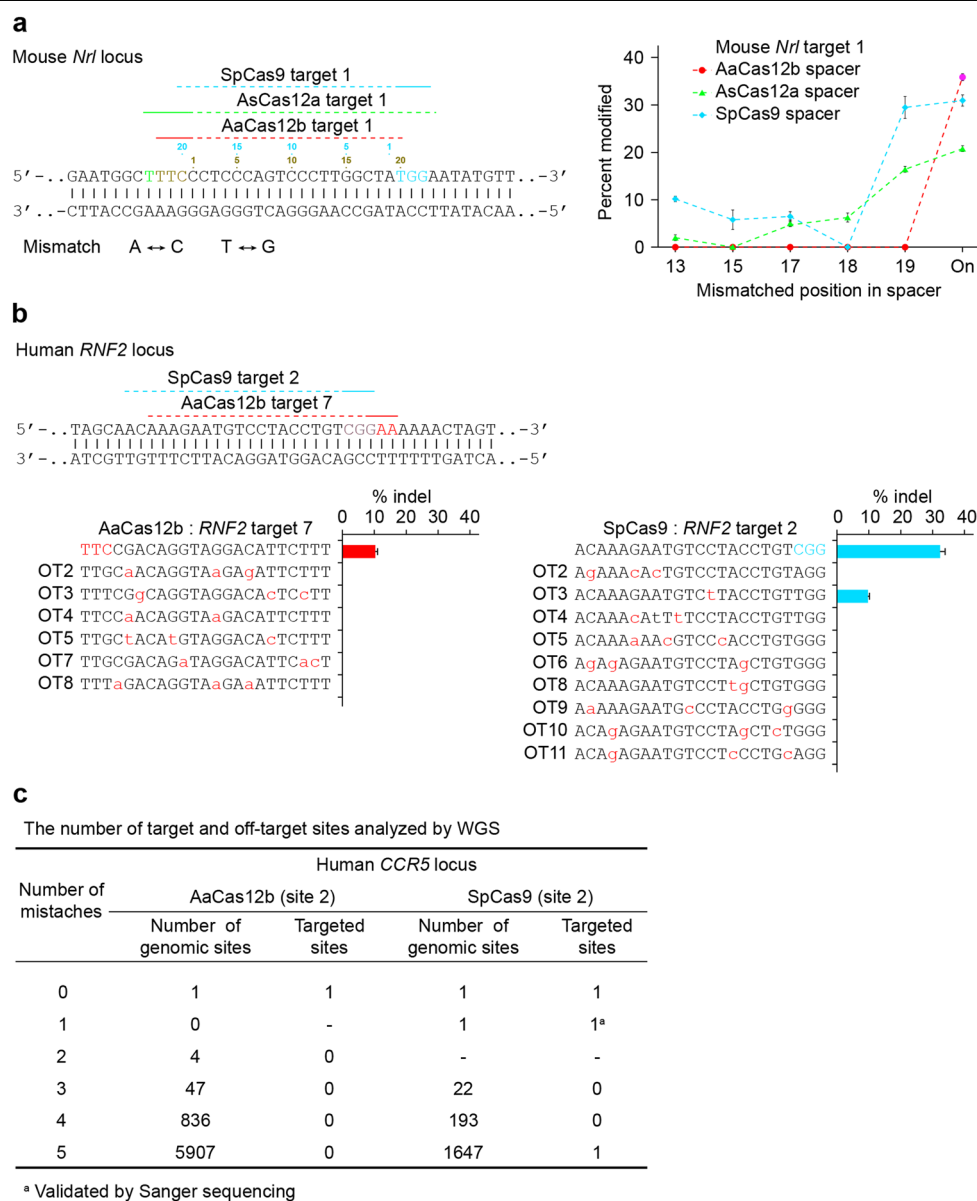 a
Mouse Nrl locus
SpCas9 target 1
AsCas12a target 1
AaCas12b target 1
20 15 10 5 1
1 5 10 15 20
5′-..GAATGGCTTTCCCTCCCAGTCCCTTGGCTATGGAATATGTT..-3′
3′-..CTTACCGAAAGGGAGGGTCAGGGAACCGATACCTTATACAA..-5′
Mismatch A ↔ C T ↔ G
Mouse Nrl target 1
AaCas12b spacer
AsCas12a spacer
SpCas9 spacer
Percent modified
40
30
20
10
0
13 15 17 18 19 On
Mismatched position in spacer
b
Human RNF2 locus
SpCas9 target 2
AaCas12b target 7
5′-..TAGCAACAAAGAATGTCCTACCTGTCGGAAAAAACTAGT..-3′
3′-..ATCGTTGTTTCTTACAGGATGGACAGCCTTTTTTGATCA..-5′
% indel
0 10 20 30 40
AaCas12b : RNF2 target 7
TTCCGACAGGTAGGACATTCTTT
OT2 TTGCaACAGGTAaGAgATTCTTT
OT3 TTTCGgCAGGTAGGACAcTCcTT
OT4 TTCCaACAGGTAaGACATTCTTT
OT5 TTGCtACAtGTAGGACAcTCTTT
OT7 TTGCGACAGaTAGGACATTCacT
OT8 TTTaGACAGGTAaGAaATTCTTT
% indel
0 10 20 30 40
SpCas9 : RNF2 target 2
ACAAAGAATGTCCTACCTGTCGG
OT2 AgAAAcAcTGTCCTACCTGTAGG
OT3 ACAAAGAATGTCtTACCTGTTGG
OT4 ACAAAcAtTtTCCTACCTGTTGG
OT5 ACAAAaAAcGTCCcACCTGTGGG
OT6 AgAgAGAATGTCCTAgCTGTGGG
OT8 ACAAAGAATGTCCTtgCTGTGGG
OT9 AaAAAGAATGcCCTACCTGgGGG
OT10 ACAgAGAATGTCCTAgCTcTGGG
OT11 ACAgAGAATGTCCTcCCTGcAGG
c
The number of target and off-target sites analyzed by WGS
Human CCR5 locus
Number of mistaches
AaCas12b (site 2) SpCas9 (site 2)
Number of genomic sites Targeted sites Number of genomic sites Targeted sites
0 1 1 1 1
1 0 - 1 1ᵃ
2 4 0 - -
3 47 0 22 0
4 836 0 193 0
5 5907 0 1647 1
ᵃ Validated by Sanger sequencing